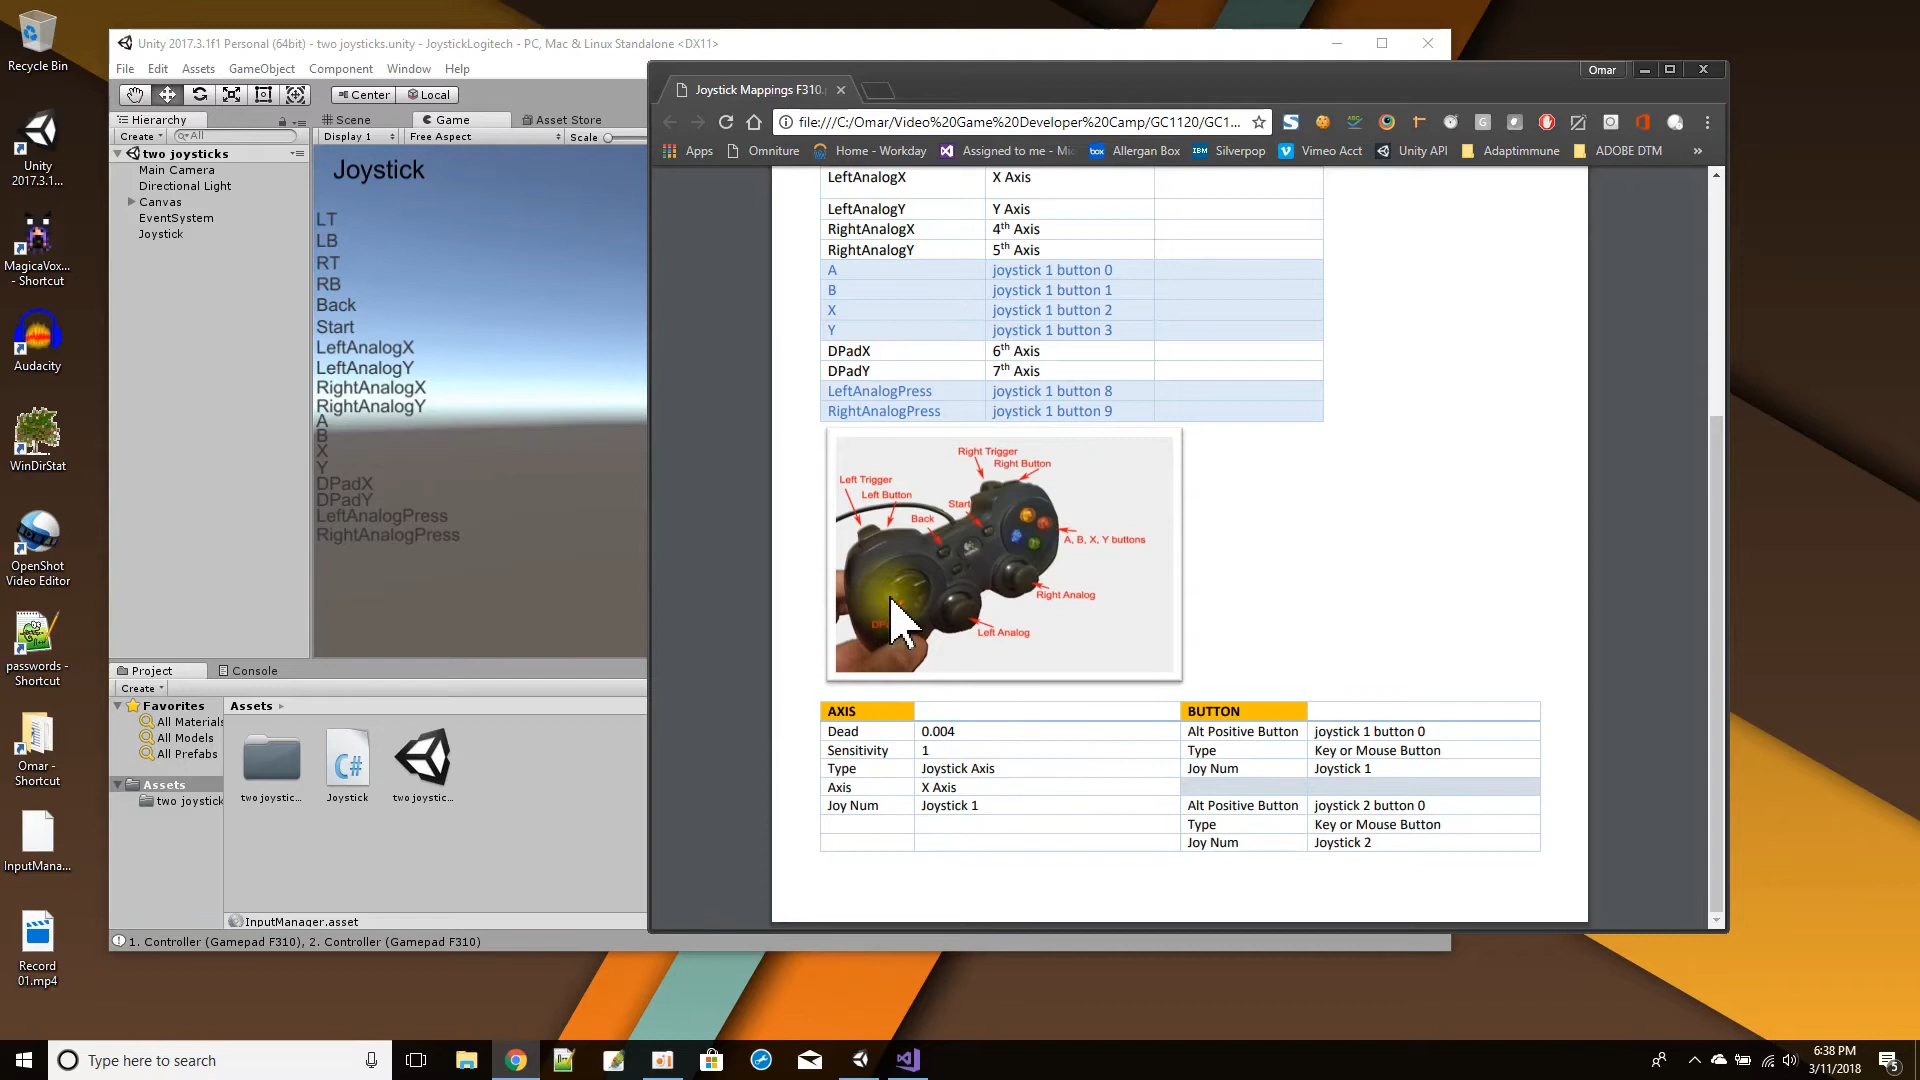 Recycle Bin
Unity
2017.3.1...
MagicaVox...
- Shortcut
Audacity
WinDirStat
OpenShot
Video Editor
passwords -
Shortcut
Omar -
Shortcut
InputMana...
Record
01.mp4
Unity 2017.3.1f1 Personal (64bit) - two joysticks.unity - JoystickLogitech - PC, Mac & Linux Standalone <DX11>
File Edit Assets GameObject Component Window Help
Center Local
Hierarchy
Create All
two joysticks
Main Camera
Directional Light
Canvas
EventSystem
Joystick
Scene Game Asset Store
Display 1 Free Aspect Scale
Joystick
LT
LB
RT
RB
Back
Start
LeftAnalogX
LeftAnalogY
RightAnalogX
RightAnalogY
A
B
X
Y
DPadX
DPadY
LeftAnalogPress
RightAnalogPress
Project Console
Create
Favorites
All Materials
All Models
All Prefabs
Assets
two joystick
Assets
two joystic...
Joystick
two joystic...
InputManager.asset
1. Controller (Gamepad F310), 2. Controller (Gamepad F310)
Omar
Joystick Mappings F310.
file:///C:/Omar/Video%20Game%20Developer%20Camp/GC1120/GC1...
Apps Omniture Home - Workday Assigned to me - Mi Allergan Box Silverpop Vimeo Acct Unity API Adaptimmune ADOBE DTM »
LeftAnalogX X Axis
LeftAnalogY Y Axis
RightAnalogX 4th Axis
RightAnalogY 5th Axis
A joystick 1 button 0
B joystick 1 button 1
X joystick 1 button 2
Y joystick 1 button 3
DPadX 6th Axis
DPadY 7th Axis
LeftAnalogPress joystick 1 button 8
RightAnalogPress joystick 1 button 9
Right Trigger
Right Button
Left Trigger
Left Button
Start
Back
A, B, X, Y buttons
Right Analog
Left Analog
AXIS BUTTON
Dead 0.004 Alt Positive Button joystick 1 button 0
Sensitivity 1 Type Key or Mouse Button
Type Joystick Axis Joy Num Joystick 1
Axis X Axis
Joy Num Joystick 1 Alt Positive Button joystick 2 button 0
Type Key or Mouse Button
Joy Num Joystick 2
Type here to search
6:38 PM
3/11/2018
5